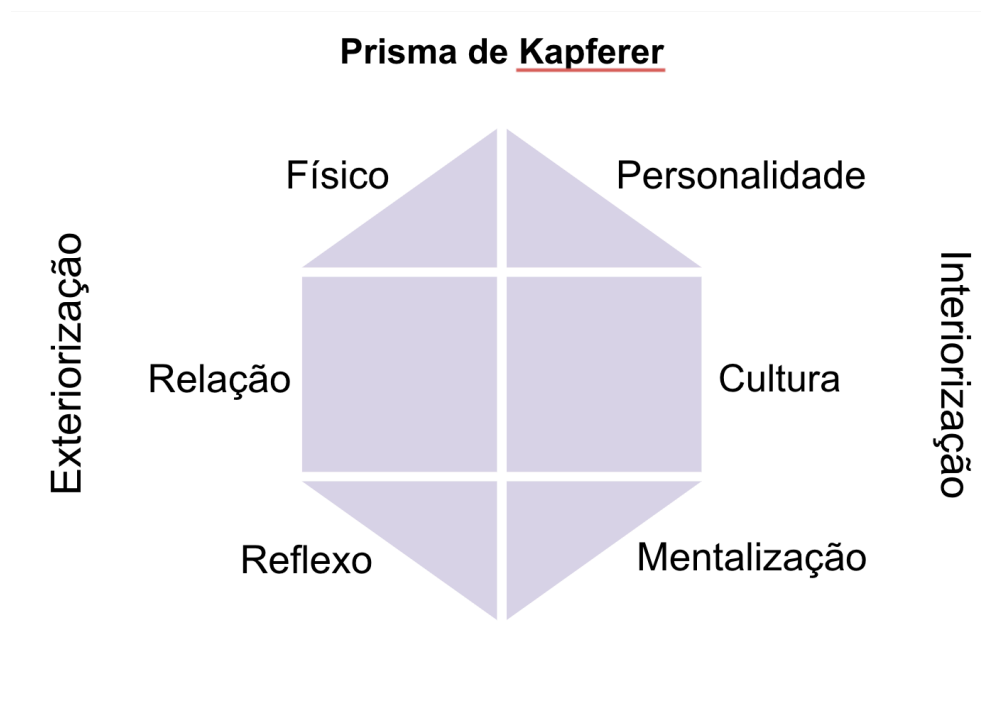 Prisma de Kapferer
Físico
Personalidade
Exteriorização
Interiorização
Relação
Cultura
Reflexo
Mentalização